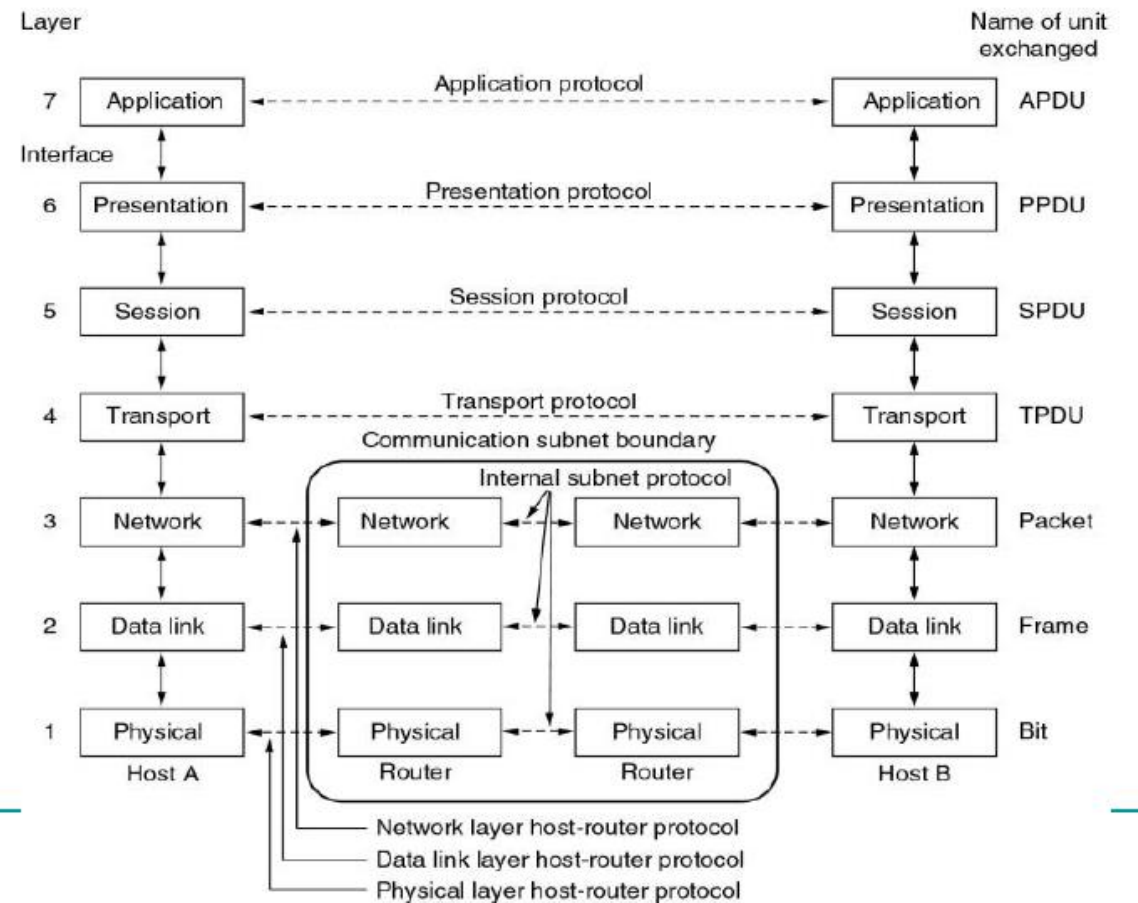 Layer
Name of unit
exchanged
Application protocol
7 Application Application APDU
Interface
Presentation protocol
6 Presentation Presentation PPDU
Session protocol
5 Session Session SPDU
Transport protocol
4 Transport Transport TPDU
Communication subnet boundary
Internal subnet protocol
3 Network Network Network Network Packet
2 Data link Data link Data link Data link Frame
1 Physical Physical Physical Physical Bit
Host A Router Router Host B
Network layer host-router protocol
Data link layer host-router protocol
Physical layer host-router protocol